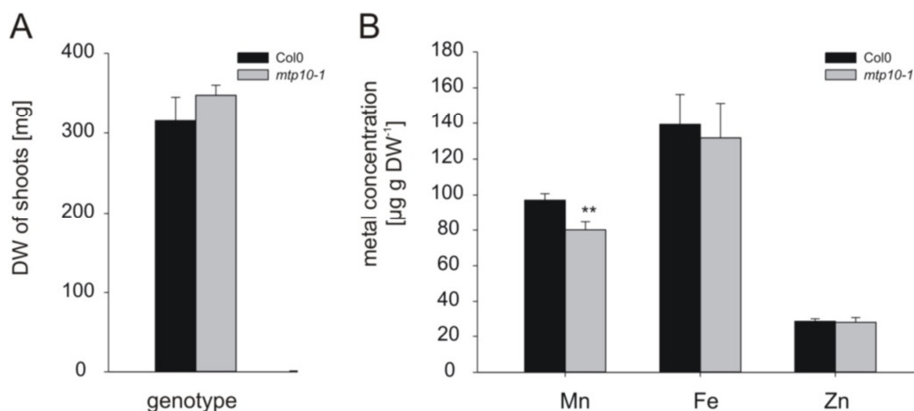 A
Col0
mtp10-1
DW of shoots [mg]
400
300
200
100
0
genotype
B
Col0
mtp10-1
metal concentration
[µg g DW⁻¹]
180
160
140
120
100
80
60
40
20
0
**
Mn Fe Zn